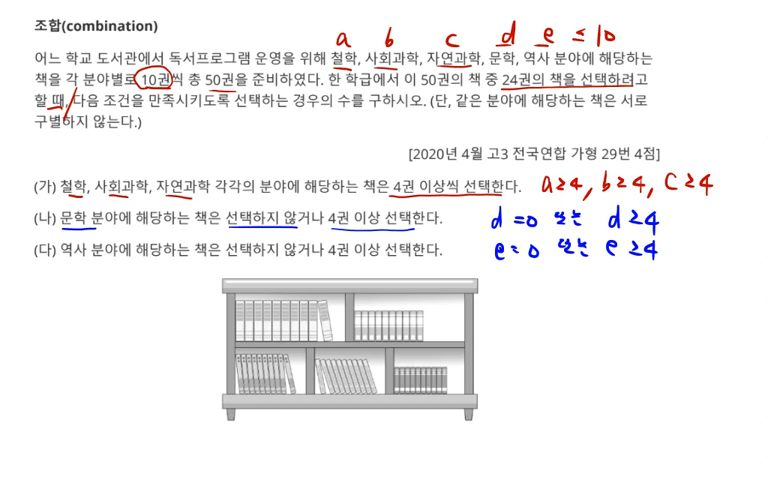 조합(combination)
a b c d e ≤10
어느 학교 도서관에서 독서프로그램 운영을 위해 철학, 사회과학, 자연과학, 문학, 역사 분야에 해당하는
책을 각 분야별로 10권씩 총 50권을 준비하였다. 한 학급에서 이 50권의 책 중 24권의 책을 선택하려고
할 때, 다음 조건을 만족시키도록 선택하는 경우의 수를 구하시오. (단, 같은 분야에 해당하는 책은 서로
구별하지 않는다.)
[2020년 4월 고3 전국연합 가형 29번 4점]
(가) 철학, 사회과학, 자연과학 각각의 분야에 해당하는 책은 4권 이상씩 선택한다. a≥4, b≥4, c≥4
(나) 문학 분야에 해당하는 책은 선택하지 않거나 4권 이상 선택한다. d=0 또는 d≥4
(다) 역사 분야에 해당하는 책은 선택하지 않거나 4권 이상 선택한다. e=0 또는 e≥4